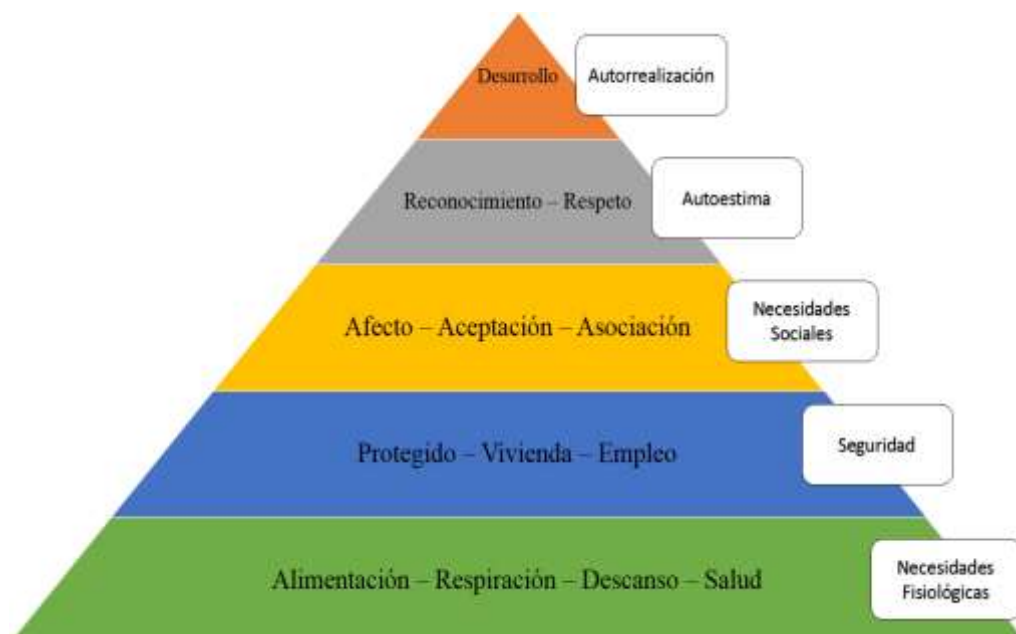 Desarrollo
Autorrealización
Reconocimiento – Respeto
Autoestima
Afecto – Aceptación – Asociación
Necesidades
Sociales
Protegido – Vivienda – Empleo
Seguridad
Alimentación – Respiración – Descanso – Salud
Necesidades
Fisiológicas